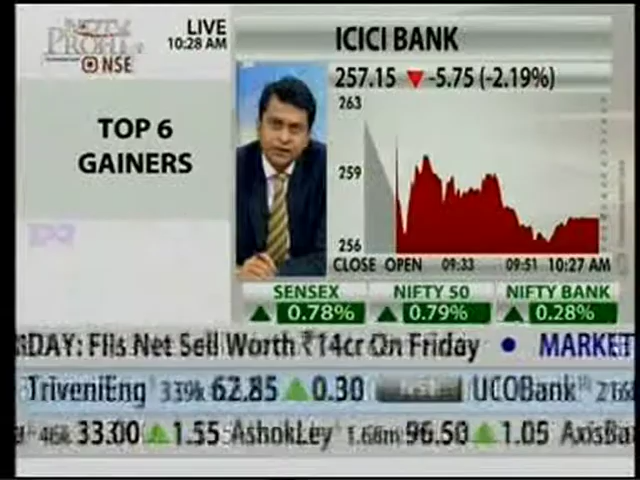 NDTV
PROFIT
NSE
LIVE
10:28 AM
TOP 6
GAINERS
ICICI BANK
257.15 ▼ -5.75 (-2.19%)
263
259
256
CLOSE OPEN 09:33 09:51 10:27 AM
SENSEX NIFTY 50 NIFTY BANK
▲ 0.78% ▲ 0.79% ▲ 0.28%
DAY: FIIs Net Sell Worth ₹14cr On Friday • MARKET
TriveniEng 339k 62.85 ▲ 0.30 UCOBank
46k 33.00 ▲ 1.55 AshokLey 1.68m 96.50 ▲ 1.05 AxisBa